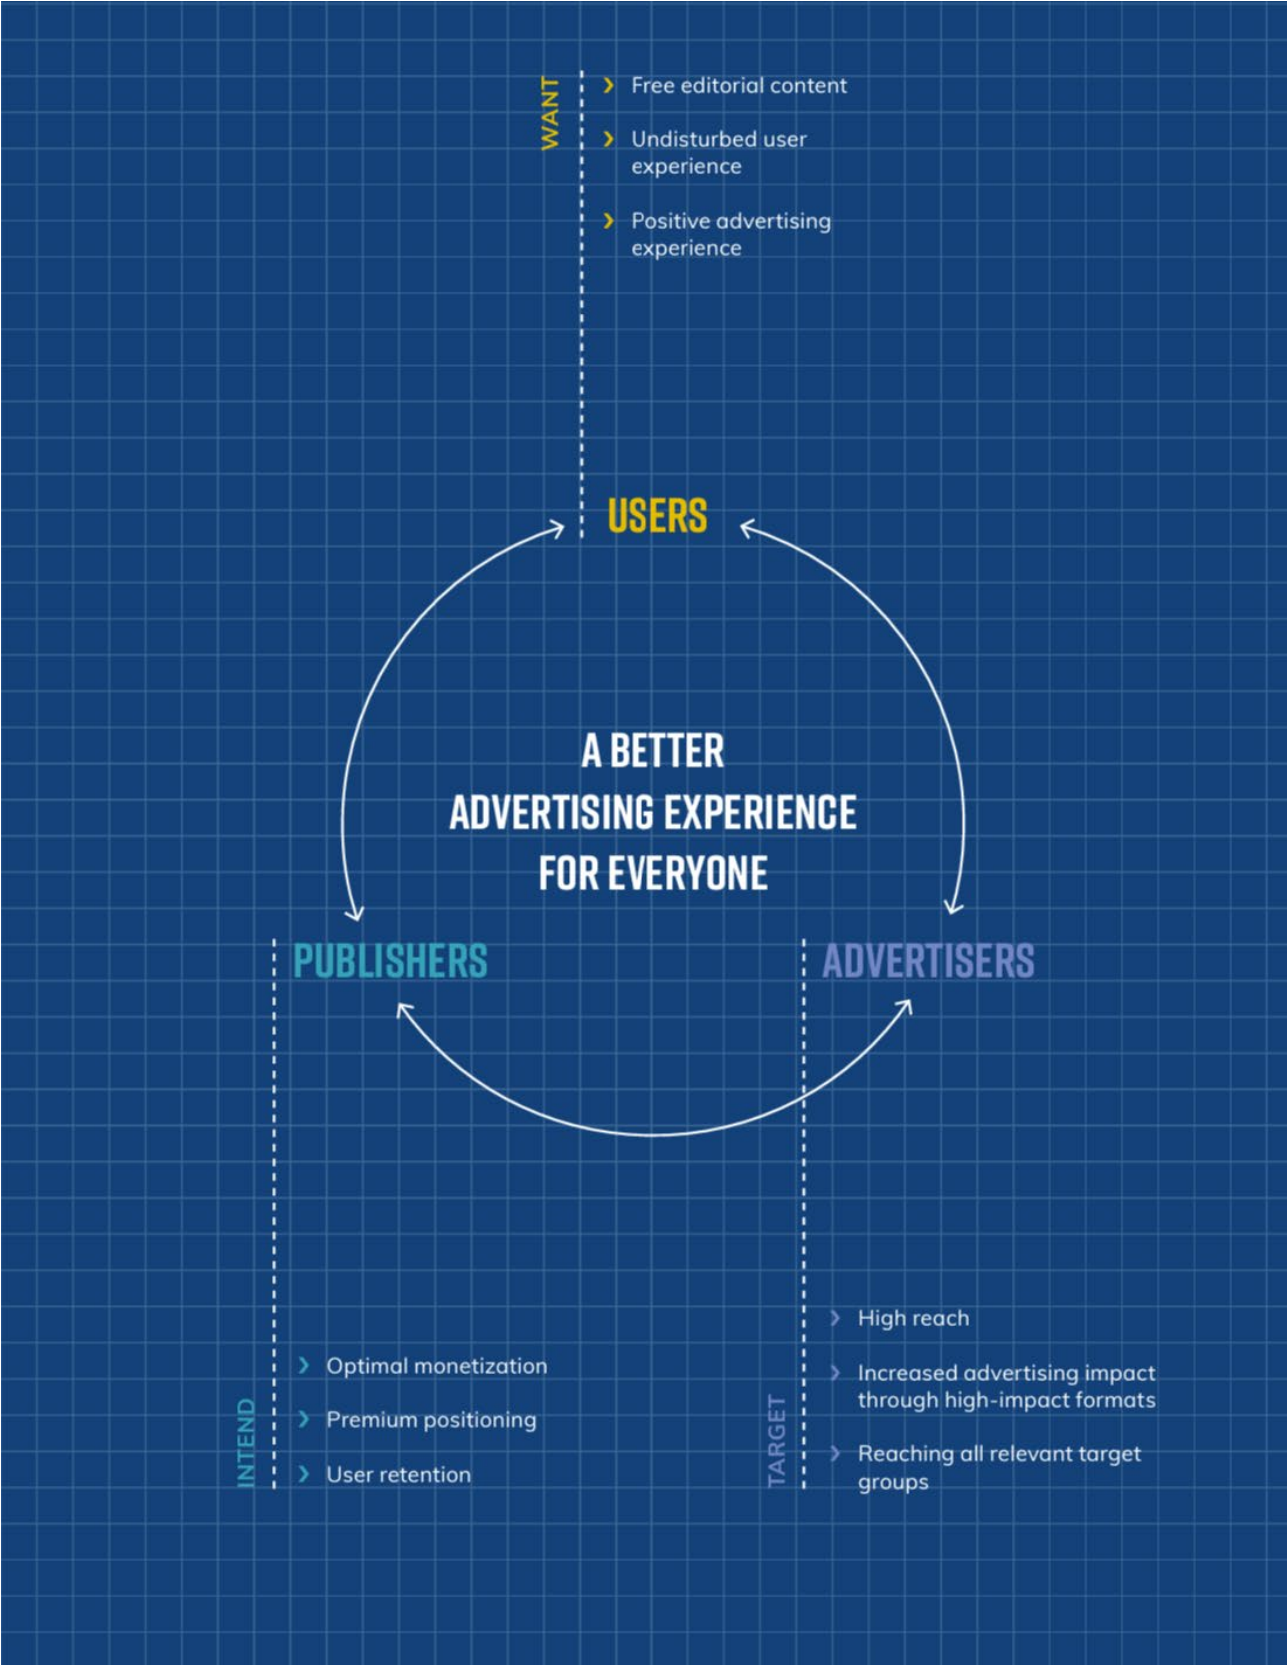 WANT
Free editorial content
Undisturbed user
experience
Positive advertising
experience
USERS
A BETTER
ADVERTISING EXPERIENCE
FOR EVERYONE
PUBLISHERS
ADVERTISERS
INTEND
Optimal monetization
Premium positioning
User retention
TARGET
High reach
Increased advertising impact
through high-impact formats
Reaching all relevant target
groups